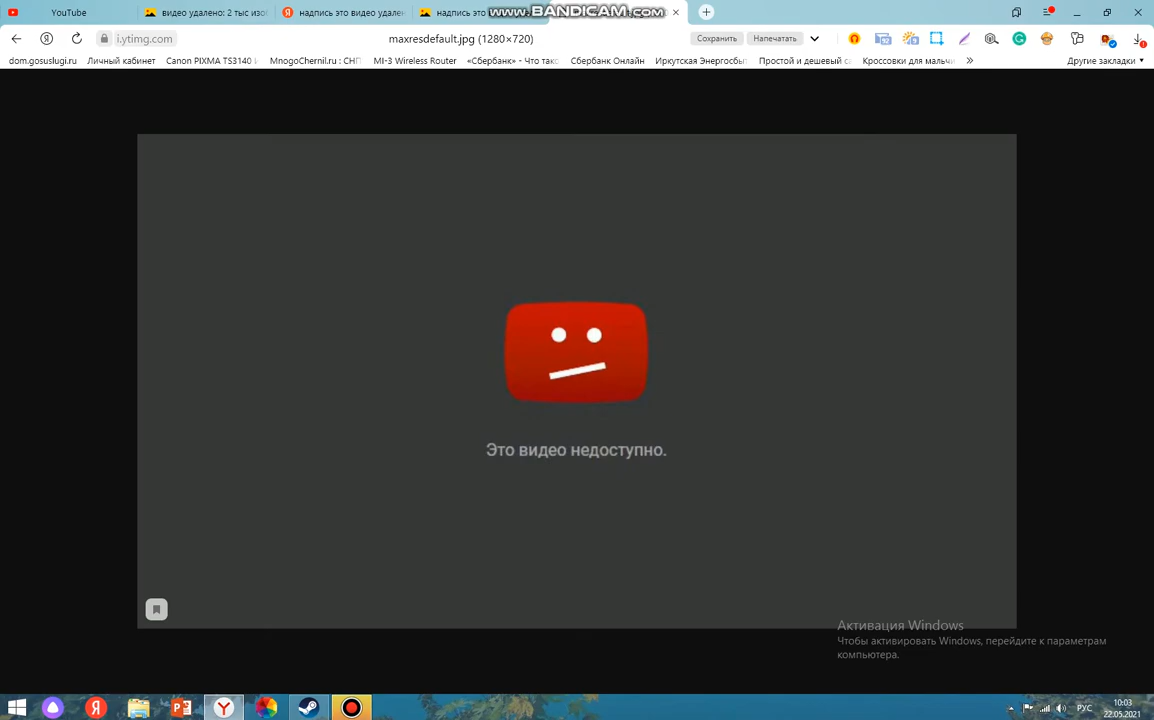 YouTube
видео удалено: 2 тыс изо
надпись это видео удален
надпись это
www.BANDICAM.com
i.ytimg.com
maxresdefault.jpg (1280×720)
Сохранить
Напечатать
92
dom.gosuslugi.ru
Личный кабинет
Canon PIXMA TS3140
MnogoChernil.ru : СНП
MI-3 Wireless Router
«Сбербанк» - Что так
Сбербанк Онлайн
Иркутская Энергосбы
Простой и дешевый с
Кроссовки для мальч
Другие закладки
Это видео недоступно.
Активация Windows
Чтобы активировать Windows, перейдите к параметрам
компьютера.
РУС
10:03
22.05.2021